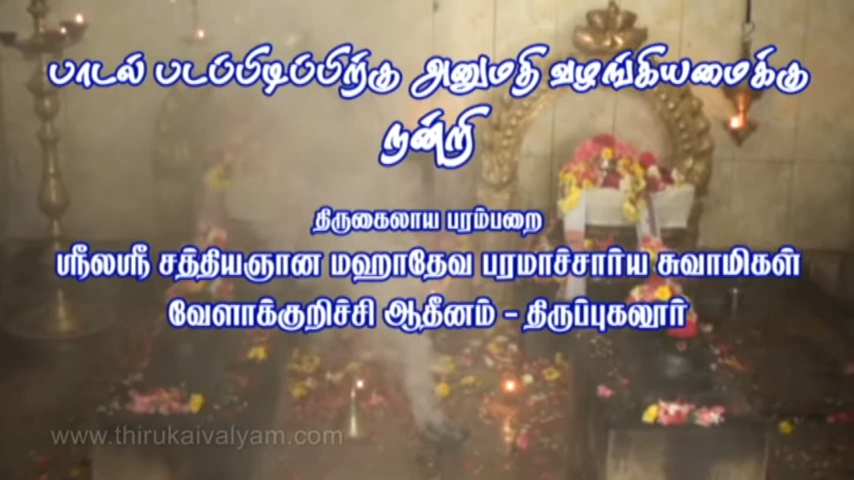 பாடல் படப்பிடிப்பிற்கு அனுமதி வழங்கியமைக்கு
நன்றி
திருகைலாய பரம்பரை
ஸ்ரீலஸ்ரீ சத்தியஞான மஹாதேவ பரமாச்சார்ய சுவாமிகள்
வேளாக்குறிச்சி ஆதீனம் - திருப்புகலூர்
www.thirukaivalyam.com